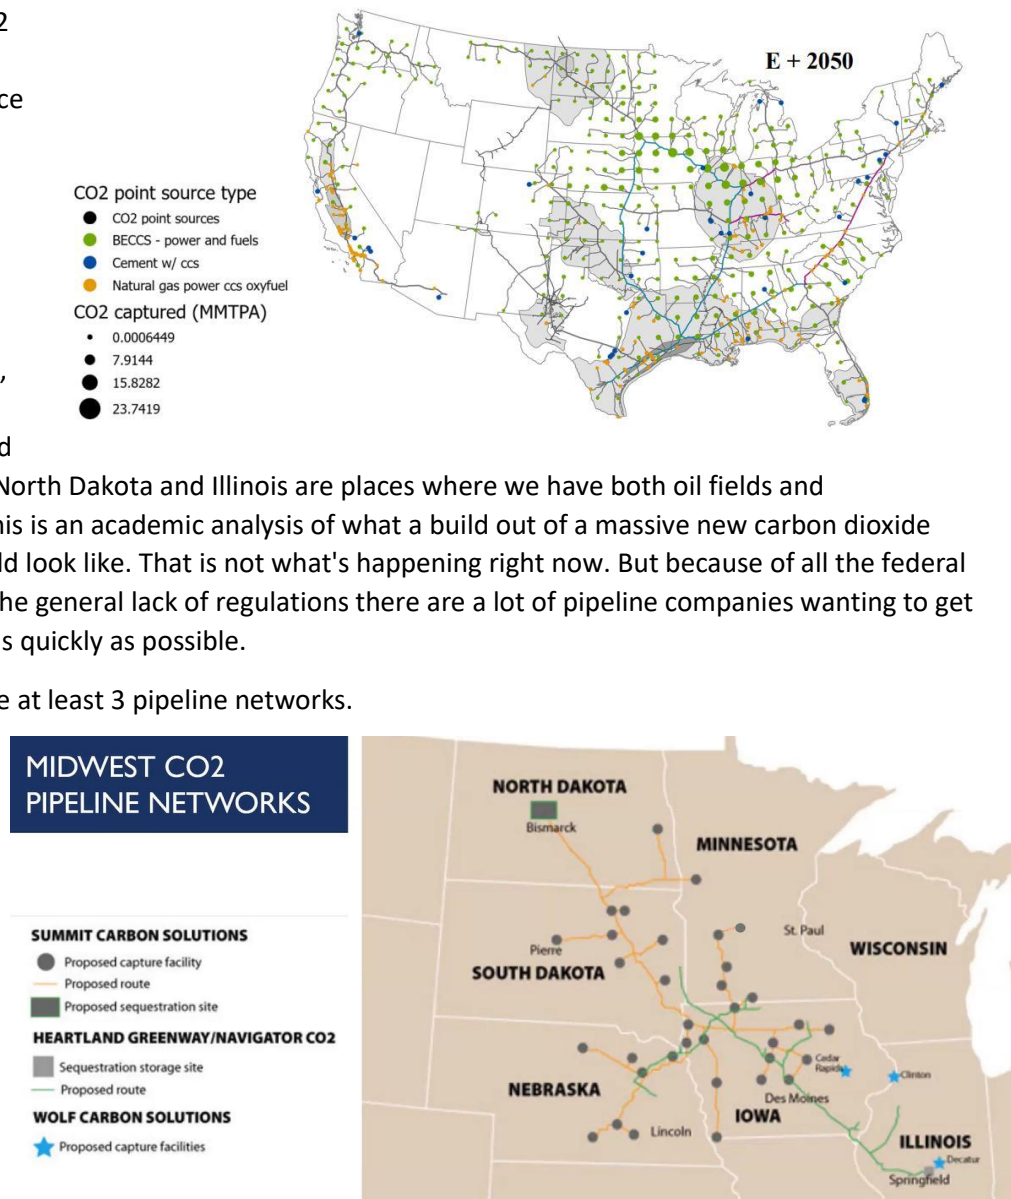 2
ce
E + 2050
CO2 point source type
CO2 point sources
BECCS - power and fuels
Cement w/ ccs
Natural gas power ccs oxyfuel
CO2 captured (MMTPA)
0.0006449
7.9144
15.8282
23.7419
,
d
North Dakota and Illinois are places where we have both oil fields and
his is an academic analysis of what a build out of a massive new carbon dioxide
ld look like. That is not what's happening right now. But because of all the federal
he general lack of regulations there are a lot of pipeline companies wanting to get
s quickly as possible.
e at least 3 pipeline networks.
MIDWEST CO2
PIPELINE NETWORKS
SUMMIT CARBON SOLUTIONS
Proposed capture facility
Proposed route
Proposed sequestration site
HEARTLAND GREENWAY/NAVIGATOR CO2
Sequestration storage site
Proposed route
WOLF CARBON SOLUTIONS
Proposed capture facilities
NORTH DAKOTA
Bismarck
MINNESOTA
St. Paul
WISCONSIN
Pierre
SOUTH DAKOTA
Cedar
Rapids
Clinton
NEBRASKA
Des Moines
IOWA
Lincoln
ILLINOIS
Decatur
Springfield